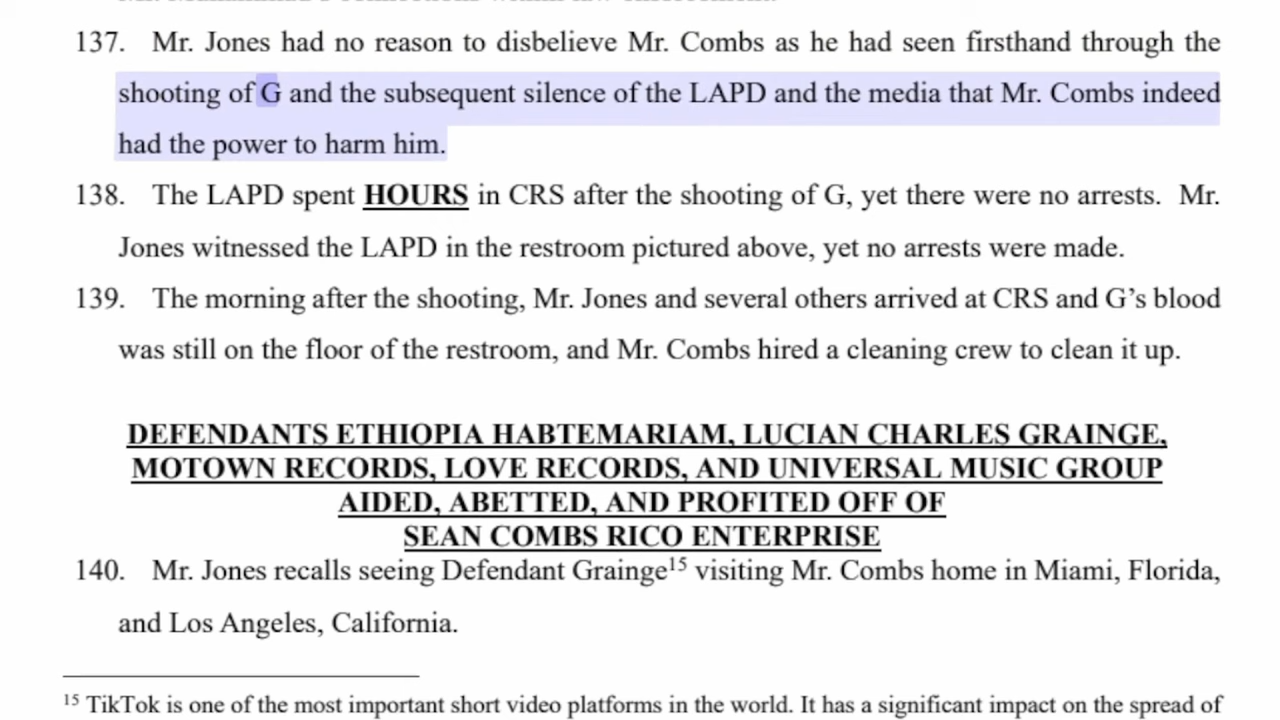 137. Mr. Jones had no reason to disbelieve Mr. Combs as he had seen firsthand through the
shooting of G and the subsequent silence of the LAPD and the media that Mr. Combs indeed
had the power to harm him.
138. The LAPD spent HOURS in CRS after the shooting of G, yet there were no arrests. Mr.
Jones witnessed the LAPD in the restroom pictured above, yet no arrests were made.
139. The morning after the shooting, Mr. Jones and several others arrived at CRS and G’s blood
was still on the floor of the restroom, and Mr. Combs hired a cleaning crew to clean it up.
DEFENDANTS ETHIOPIA HABTEMARIAM, LUCIAN CHARLES GRAINGE,
MOTOWN RECORDS, LOVE RECORDS, AND UNIVERSAL MUSIC GROUP
AIDED, ABETTED, AND PROFITED OFF OF
SEAN COMBS RICO ENTERPRISE
140. Mr. Jones recalls seeing Defendant Grainge15 visiting Mr. Combs home in Miami, Florida,
and Los Angeles, California.
15 TikTok is one of the most important short video platforms in the world. It has a significant impact on the spread of